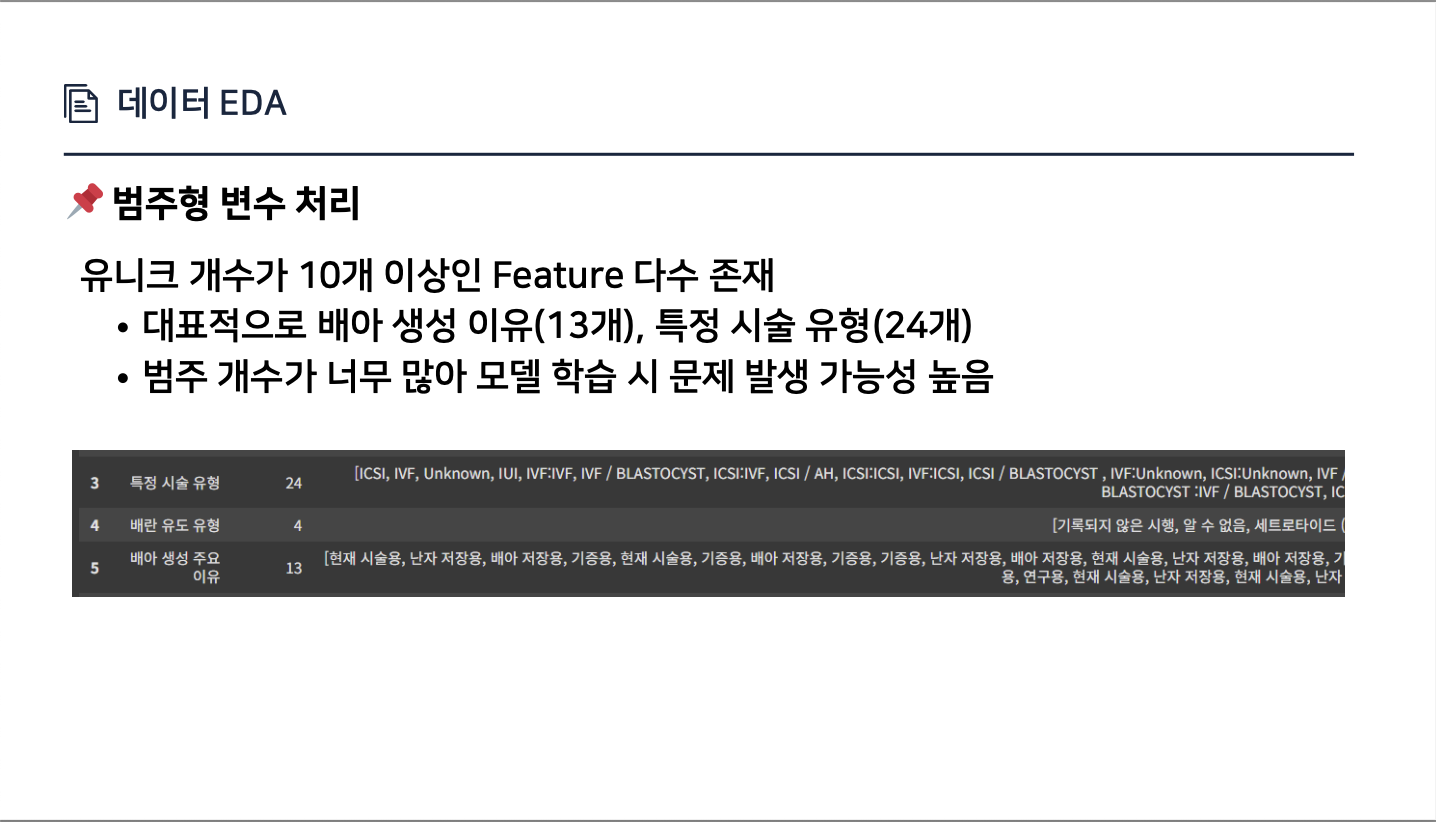 데이터 EDA
범주형 변수 처리
유니크 개수가 10개 이상인 Feature 다수 존재
• 대표적으로 배아 생성 이유(13개), 특정 시술 유형(24개)
• 범주 개수가 너무 많아 모델 학습 시 문제 발생 가능성 높음
3 특정 시술 유형 24 [ICSI, IVF, Unknown, IUI, IVF:IVF, IVF / BLASTOCYST, ICSI:IVF, ICSI / AH, ICSI:ICSI, IVF:ICSI, ICSI / BLASTOCYST , IVF:Unknown, ICSI:Unknown, IVF /
BLASTOCYST :IVF / BLASTOCYST, IC
4 배란 유도 유형 4 [기록되지 않은 시행, 알 수 없음, 세트로타이드 (
5 배아 생성 주요 이유 13 [현재 시술용, 난자 저장용, 배아 저장용, 기증용, 현재 시술용, 기증용, 배아 저장용, 기증용, 기증용, 난자 저장용, 배아 저장용, 현재 시술용, 난자 저장용, 배아 저장용, 기
용, 연구용, 현재 시술용, 난자 저장용, 현재 시술용, 난자